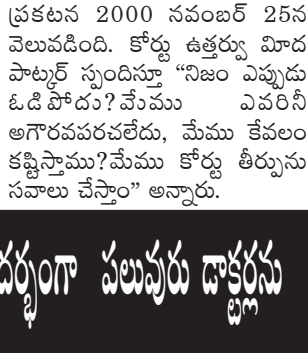 ప్రకటన 2000 నవంబర్ 25న
వెలువడింది. కోర్టు ఉత్తర్వు మీద
పాట్కర్ స్పందిస్తూ “నిజం ఎప్పుడు
ఓడిపోదు?మేము ఎవరినీ
అగౌరవపరచలేదు, మేము కేవలం
కష్టిస్తాము?మేము కోర్టు తీర్పును
సవాలు చేస్తాం” అన్నారు.
దర్భంగా పలువురు డాక్టర్లను